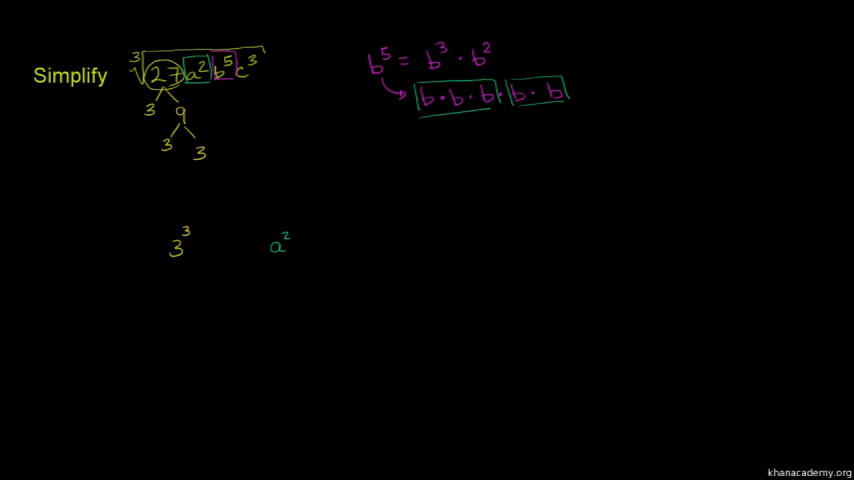 Simplify ∛(27a²b⁵c³)
b⁵ = b³ · b²
b · b · b · b · b
3 9
3 3
3³ a²
khanacademy.org